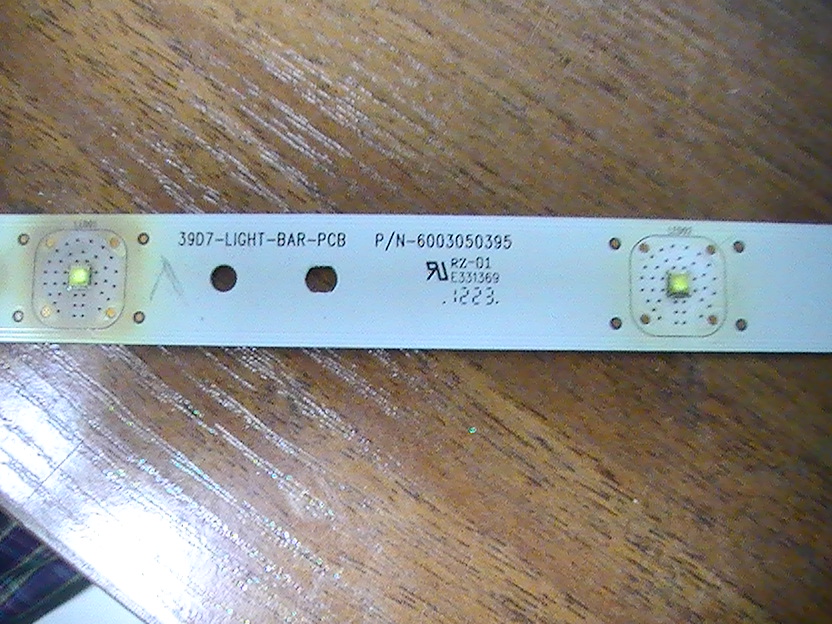 39D7-LIGHT-BAR-PCB P/N-6003050395
RZ-01
E331369
.1223.